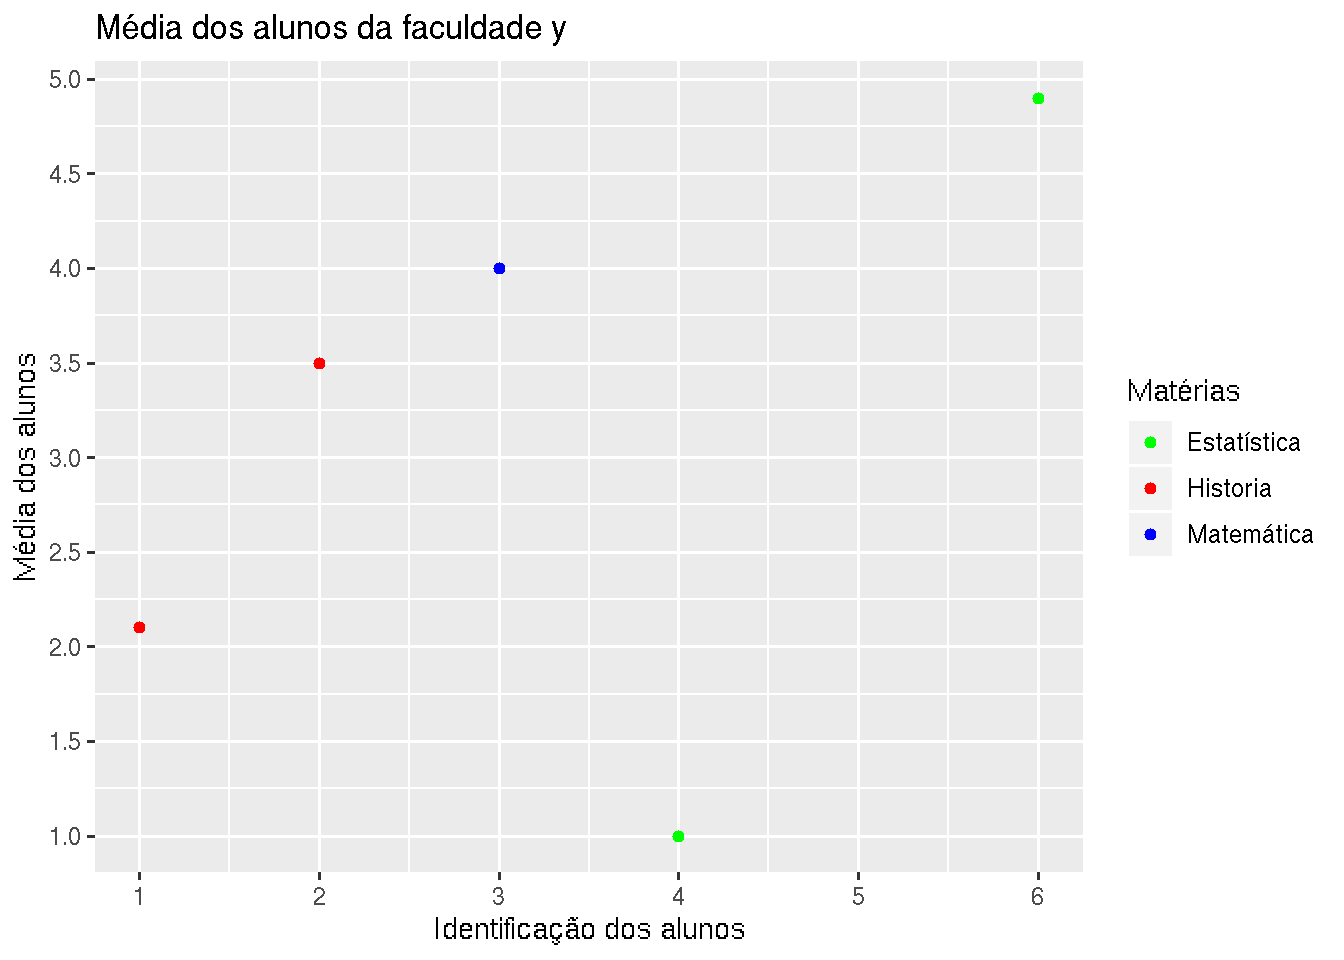 Média dos alunos da faculdade y
Média dos alunos
5.0
4.5
4.0
3.5
3.0
2.5
2.0
1.5
1.0
1 2 3 4 5 6
Identificação dos alunos
Matérias
Estatística
Historia
Matemática